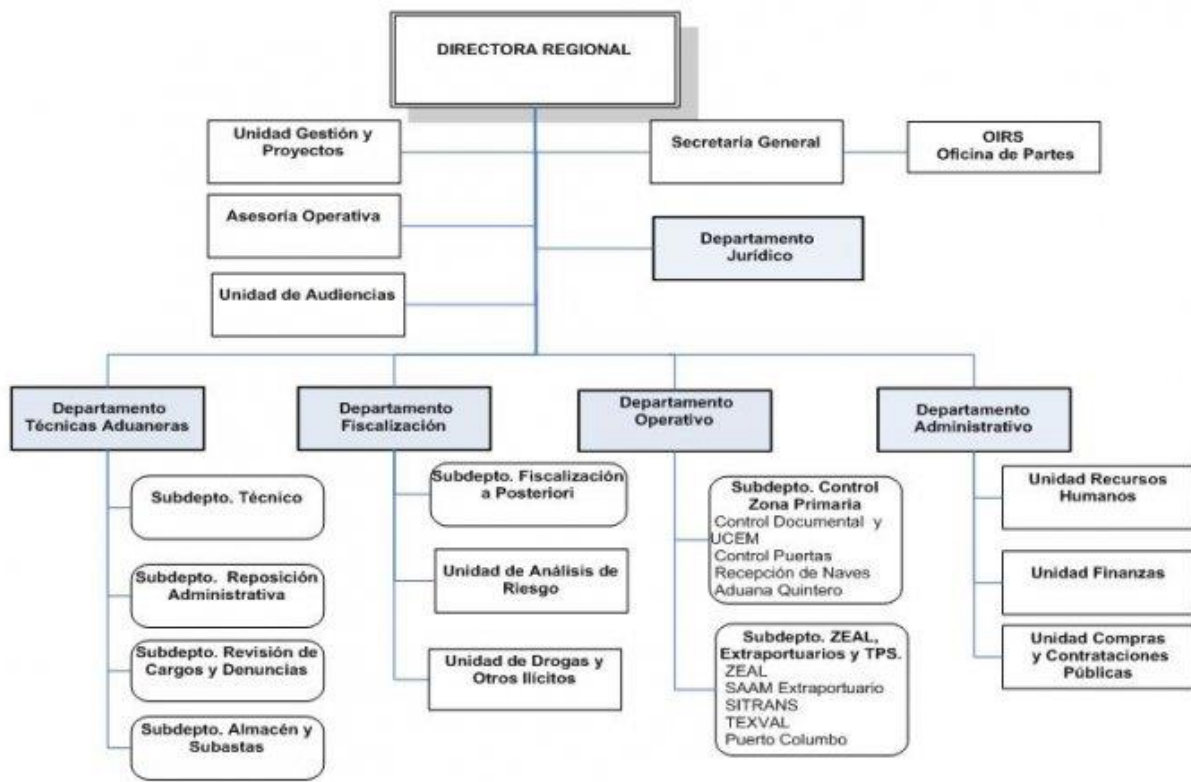 DIRECTORA REGIONAL
Unidad Gestión y
Proyectos
Secretaría General
OIRS
Oficina de Partes
Asesoría Operativa
Departamento
Jurídico
Unidad de Audiencias
Departamento
Técnicas Aduaneras
Departamento
Fiscalización
Departamento
Operativo
Departamento
Administrativo
Subdepto. Técnico
Subdepto. Reposición
Administrativa
Subdepto. Revisión de
Cargos y Denuncias
Subdepto. Almacén y
Subastas
Subdepto. Fiscalización
a Posteriori
Unidad de Análisis de
Riesgo
Unidad de Drogas y
Otros Ilícitos
Subdepto. Control
Zona Primaria
Control Documental y
UCEM
Control Puertas
Recepción de Naves
Aduana Quintero
Subdepto. ZEAL,
Extraportuarios y TPS.
ZEAL
SAAM Extraportuario
SITRANS
TEXVAL
Puerto Columbo
Unidad Recursos
Humanos
Unidad Finanzas
Unidad Compras
y Contrataciones
Públicas